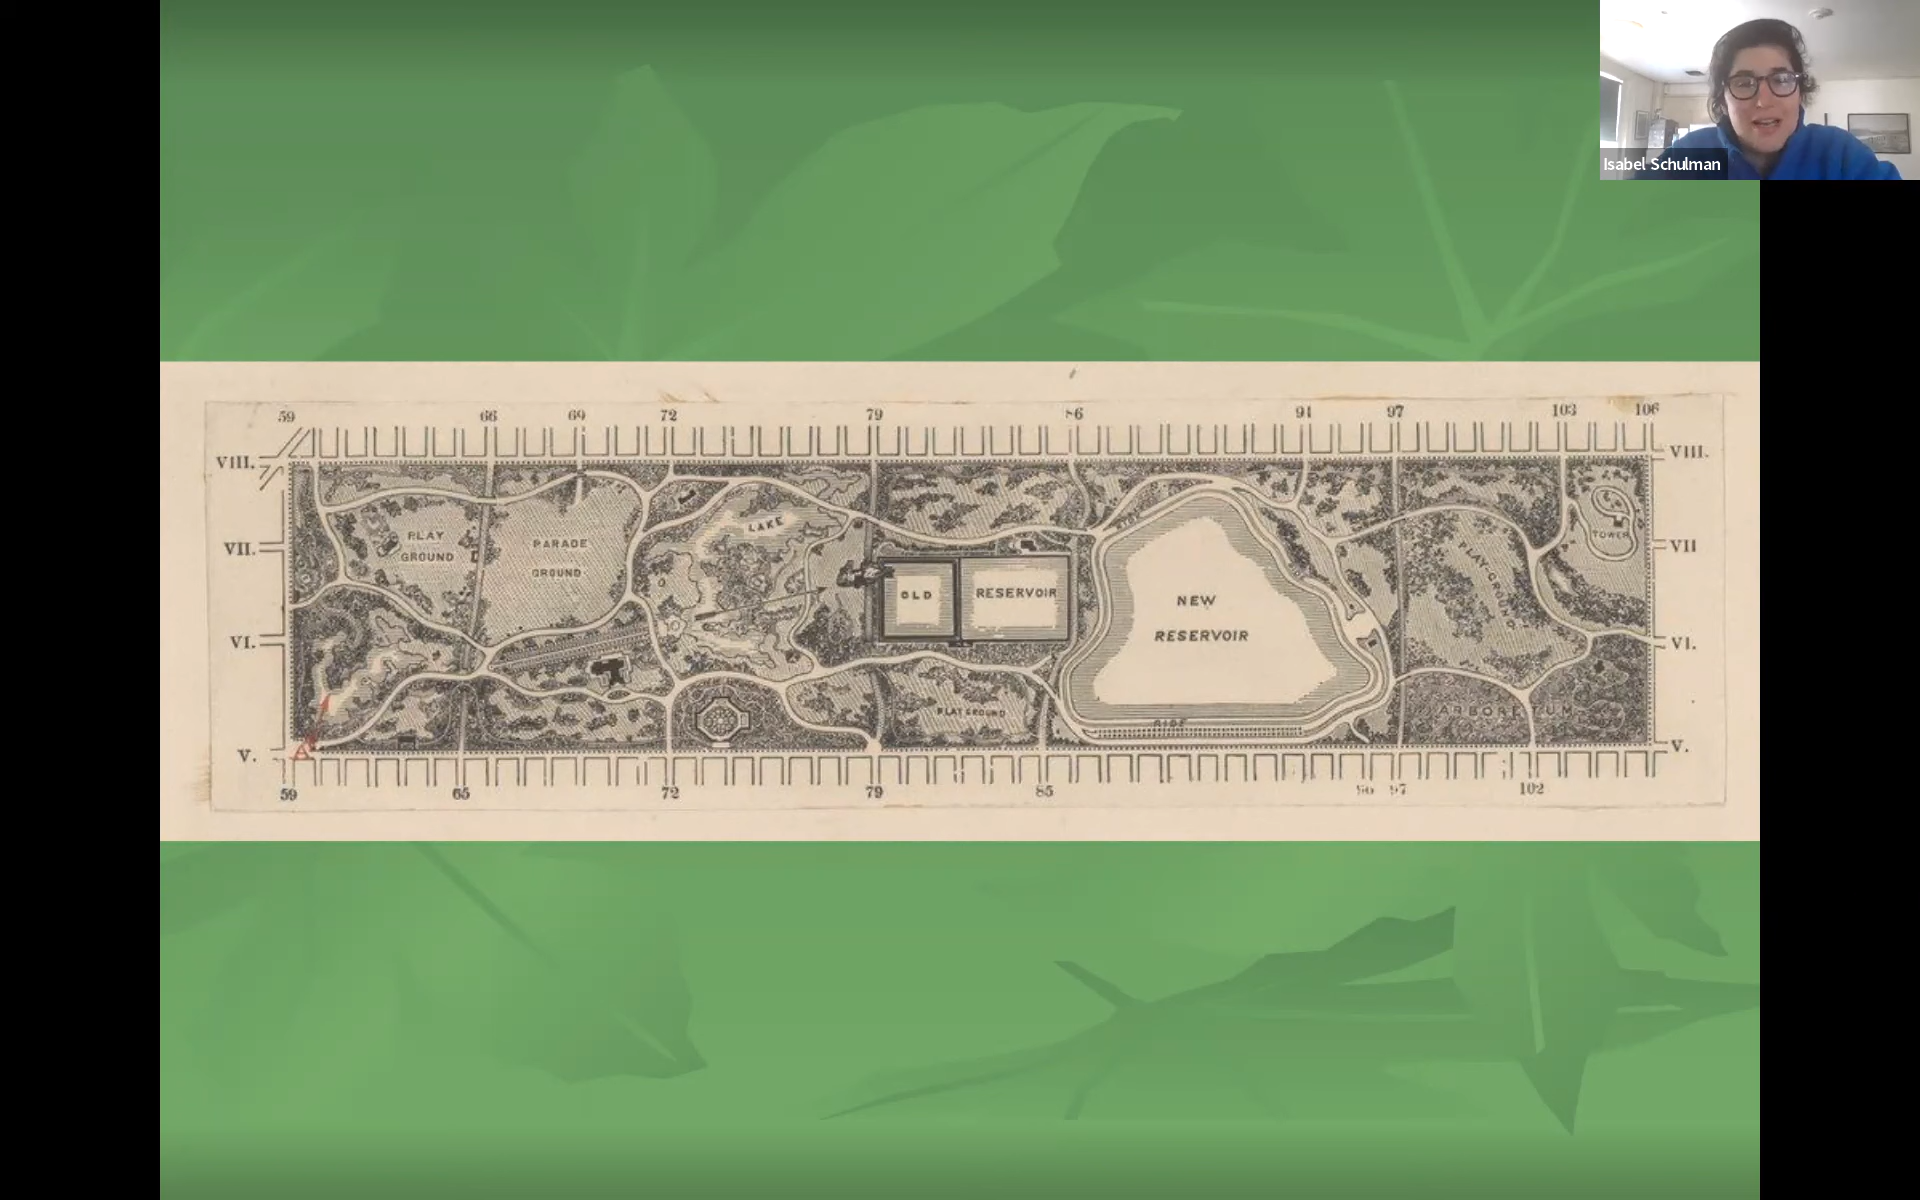 Isabel Schulman
59 66 69 72 79 86 91 97 103 106
VIII. VIII.
LAKE
RIDE
PLAY
GROUND
PARADE
GROUND
TOWER
VII. VII
PLAY-GROUND
OLD RESERVOIR
NEW
RESERVOIR
VI. VI.
ARBORETUM
PLAYGROUND
RIDE
A
V. V.
59 65 72 79 85 96 97 102